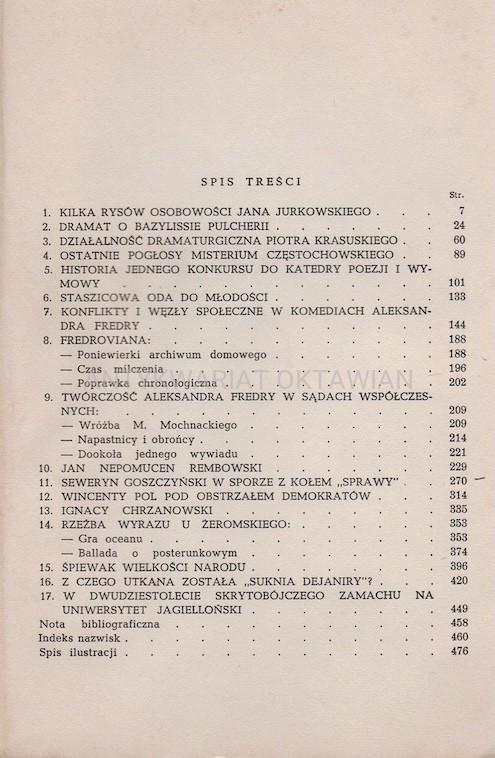 SPIS TREŚCI
Str.
1. KILKA RYSÓW OSOBOWOŚCI JANA JURKOWSKIEGO . . . 7
2. DRAMAT O BAZYLISSIE PULCHERII . . . . . . . 24
3. DZIAŁALNOŚĆ DRAMATURGICZNA PIOTRA KRASUSKIEGO . . 60
4. OSTATNIE POGŁOSY MISTERIUM CZĘSTOCHOWSKIEGO . . 89
5. HISTORIA JEDNEGO KONKURSU DO KATEDRY POEZJI I WY-
MOWY . . . . . . . . . . . . 101
6. STASZICOWA ODA DO MŁODOŚCI . . . . . . . 133
7. KONFLIKTY I WĘZŁY SPOŁECZNE W KOMEDIACH ALEKSAN-
DRA FREDRY . . . . . . . . . . . 144
8. FREDROVIANA: . . . . . . . . . . . 188
— Poniewierki archiwum domowego . . . . . . . 188
— Czas milczenia . . . . . . . . . . 196
— Poprawka chronologiczna . . . . . . . . . 202
9. TWÓRCZOŚĆ ALEKSANDRA FREDRY W SĄDACH WSPÓŁCZES-
NYCH: . . . . . . . . . . . . 209
— Wróżba M. Mochnackiego . . . . . . . . 209
— Napastnicy i obrońcy . . . . . . . . . . 214
— Dookoła jednego wywiadu . . . . . . . . 221
10. JAN NEPOMUCEN REMBOWSKI . . . . . . . 229
11. SEWERYN GOSZCZYŃSKI W SPORZE Z KOŁEM „SPRAWY" . . 270
12. WINCENTY POL POD OBSTRZAŁEM DEMOKRATÓW . . . 314
13. IGNACY CHRZANOWSKI . . . . . . . . . 335
14. RZEŹBA WYRAZU U ŻEROMSKIEGO: . . . . . . 353
— Gra oceanu . . . . . . . . . . . 353
— Ballada o posterunkowym . . . . . . . . 374
15. ŚPIEWAK WIELKOŚCI NARODU . . . . . . . 396
16. Z CZEGO UTKANA ZOSTAŁA „SUKNIA DEJANIRY"? . . . 420
17. W DWUDZIESTOLECIE SKRYTOBÓJCZEGO ZAMACHU NA
UNIWERSYTET JAGIELLOŃSKI . . . . . . . . 449
Nota bibliograficzna . . . . . . . . . . 458
Indeks nazwisk . . . . . . . . . . . . 460
Spis ilustracji . . . . . . . . . . . . 476
ANTYKWARIAT OKTAWIAN